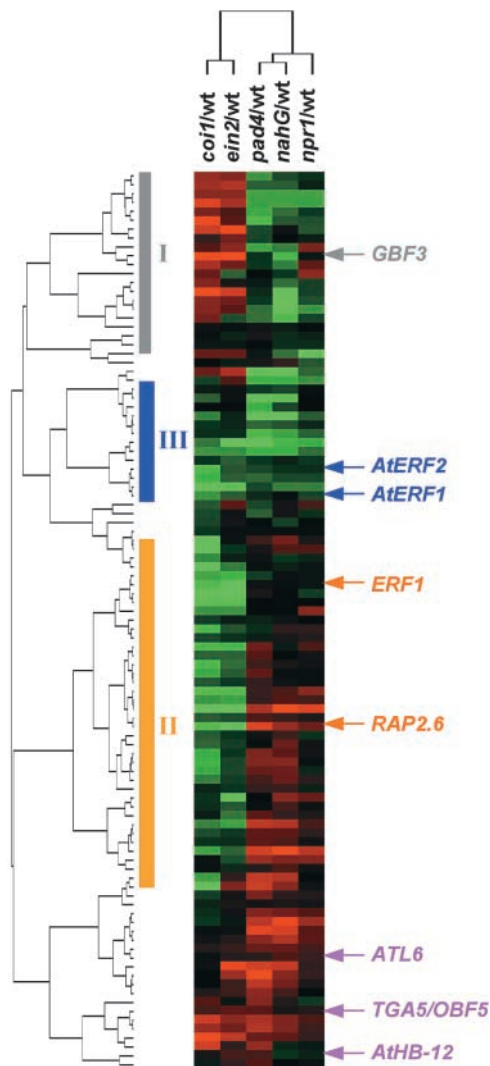 coi1/wt
ein2/wt
pad4/wt
nahG/wt
npr1/wt
I
GBF3
III
AtERF2
AtERF1
ERF1
II
RAP2.6
ATL6
TGA5/OBF5
AtHB-12